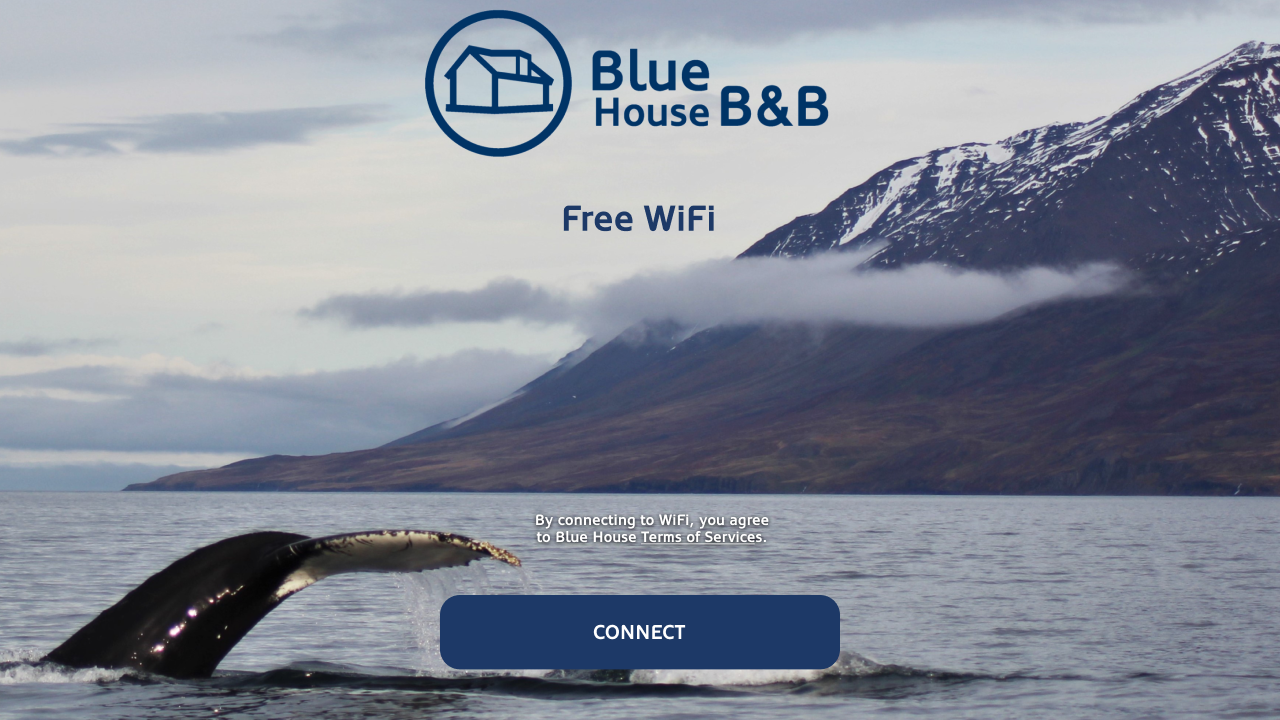 Blue
House B&B
Free WiFi
By connecting to WiFi, you agree
to Blue House Terms of Services.
CONNECT